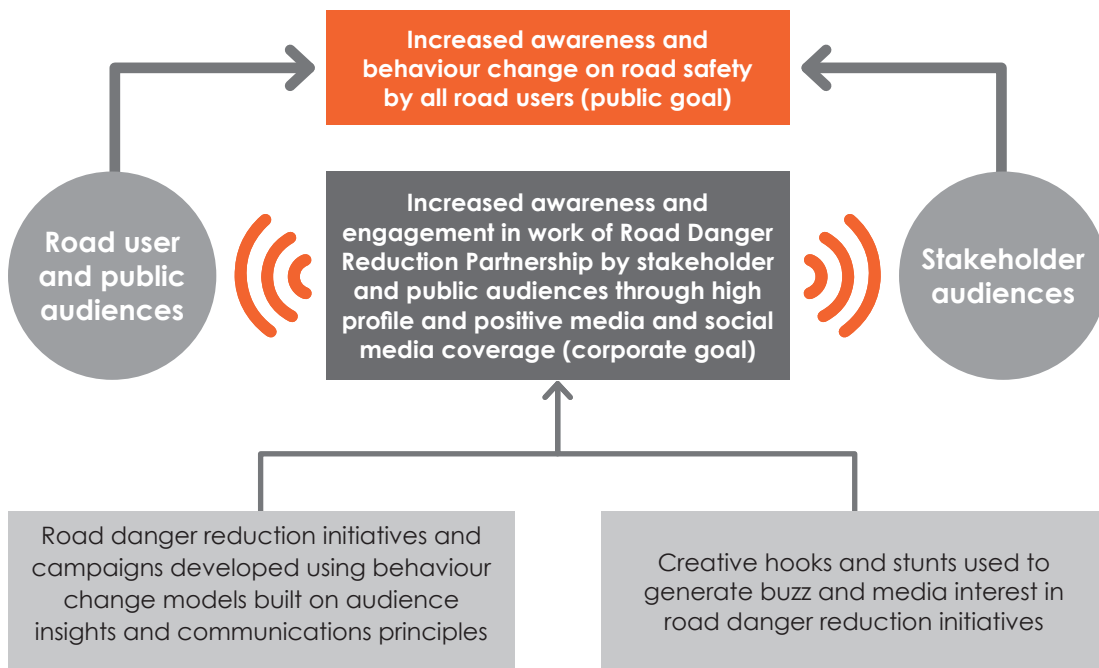 Increased awareness and
behaviour change on road safety
by all road users (public goal)
Road user
and public
audiences
Increased awareness and
engagement in work of Road Danger
Reduction Partnership by stakeholder
and public audiences through high
profile and positive media and social
media coverage (corporate goal)
Stakeholder
audiences
Road danger reduction initiatives and
campaigns developed using behaviour
change models built on audience
insights and communications principles
Creative hooks and stunts used to
generate buzz and media interest in
road danger reduction initiatives